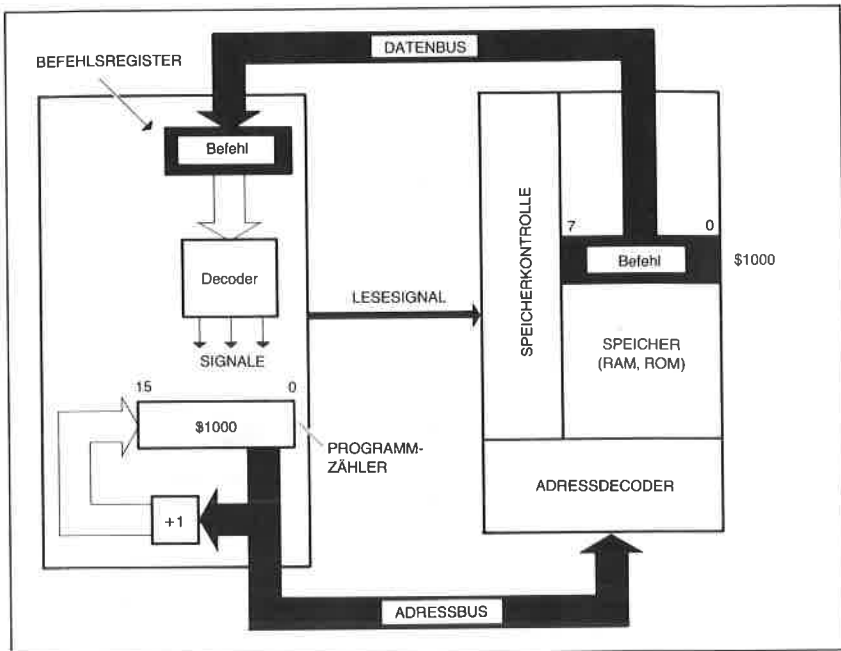 DATENBUS
BEFEHLSREGISTER
Befehl
Decoder
SIGNALE
15 0
$1000
PROGRAMM-
ZÄHLER
+1
LESESIGNAL
SPEICHERKONTROLLE
7 0
Befehl
$1000
SPEICHER
(RAM, ROM)
ADRESSDECODER
ADRESSBUS